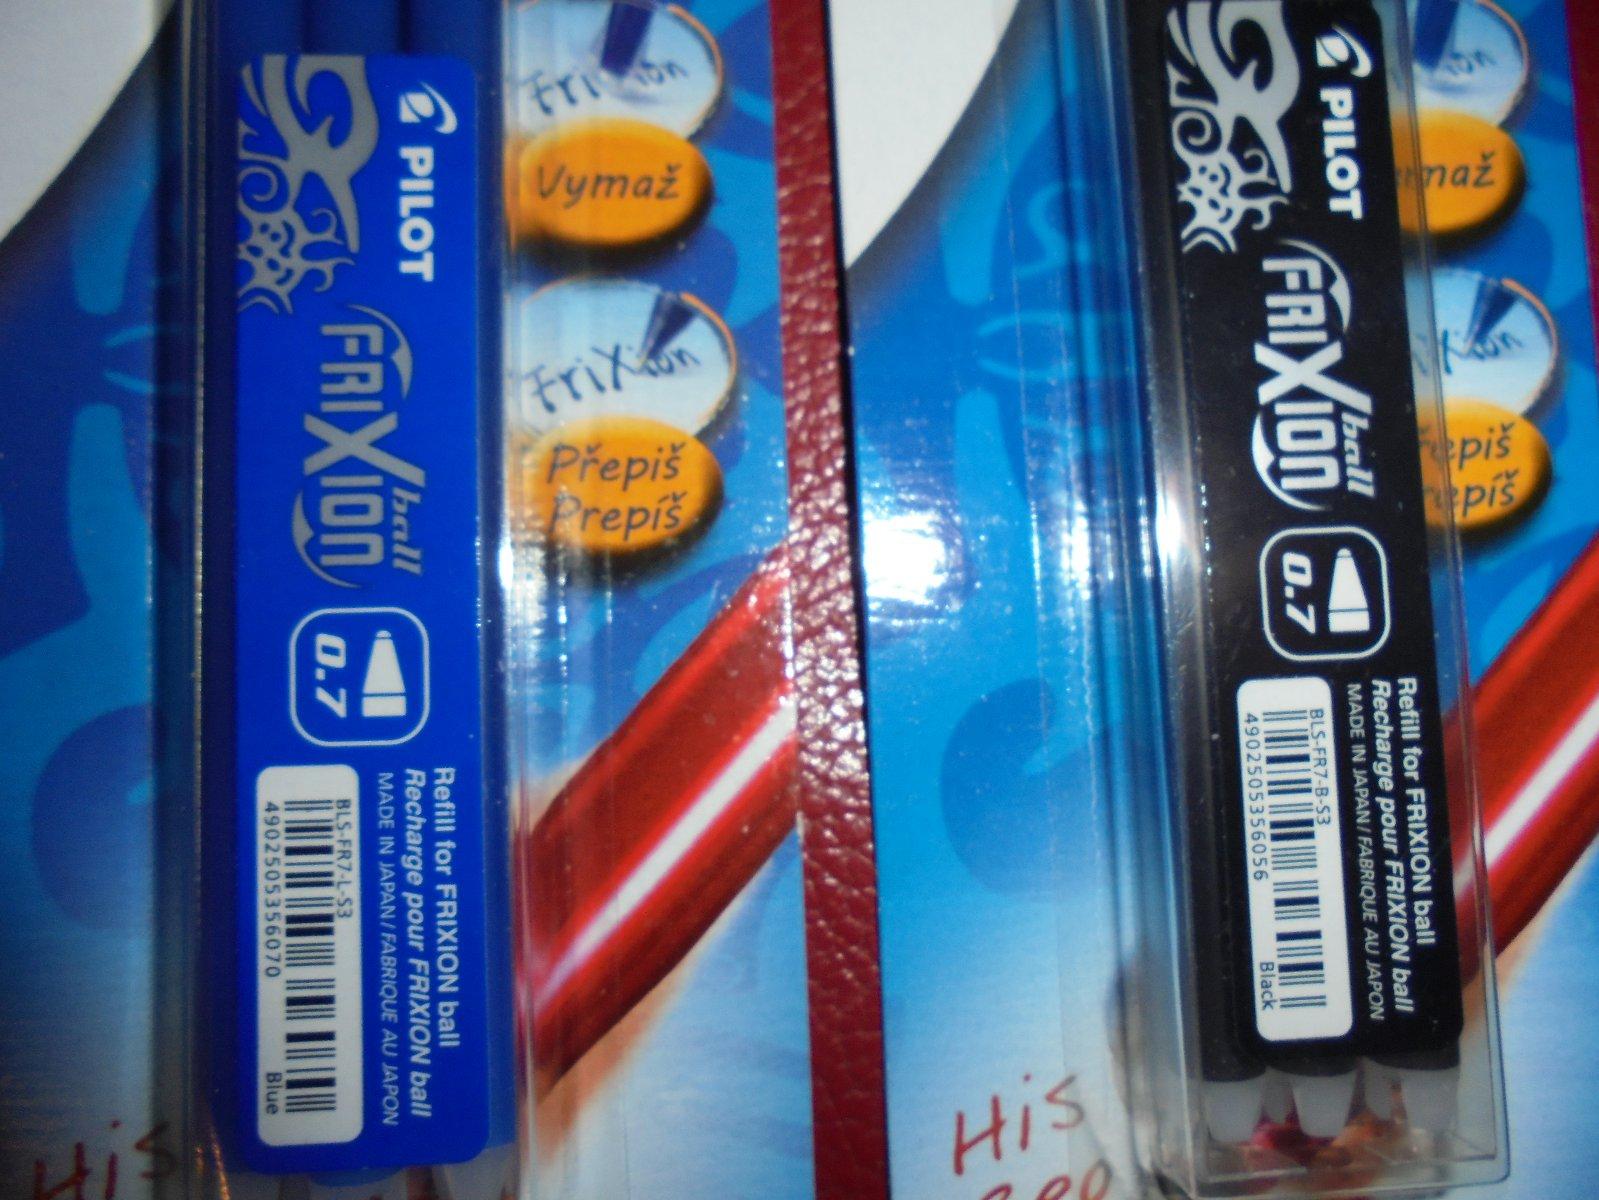 PILOT
FRIXION
ball
0.7
Refill for FRIXION ball
Recharge pour FRIXION ball
MADE IN JAPAN / FABRIQUE AU JAPON
BLS-FR7-L-S3
4902505356070
Blue
FriXion
Vymaž
FriXion
Přepiš
Prepíš
His
PILOT
FRIXION
ball
0.7
Refill for FRIXION ball
Recharge pour FRIXION ball
MADE IN JAPAN / FABRIQUE AU JAPON
BLS-FR7-B-S3
4902505356056
Black
His